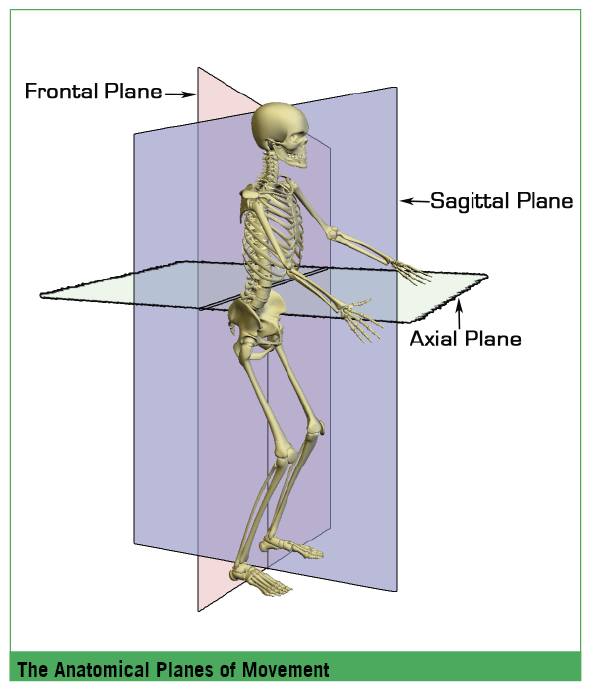 Frontal Plane
Sagittal Plane
Axial Plane
The Anatomical Planes of Movement